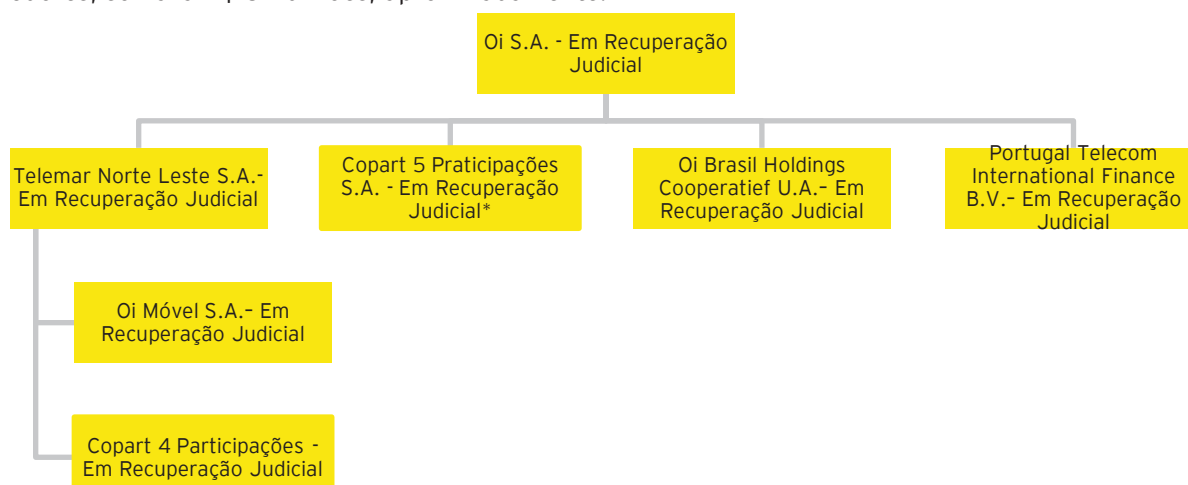 Oi S.A. - Em Recuperação
Judicial
Telemar Norte Leste S.A.-
Em Recuperação Judicial
Copart 5 Praticipações
S.A. - Em Recuperação
Judicial*
Oi Brasil Holdings
Cooperatief U.A.– Em
Recuperação Judicial
Portugal Telecom
International Finance
B.V.– Em Recuperação
Judicial
Oi Móvel S.A.– Em
Recuperação Judicial
Copart 4 Participações -
Em Recuperação Judicial